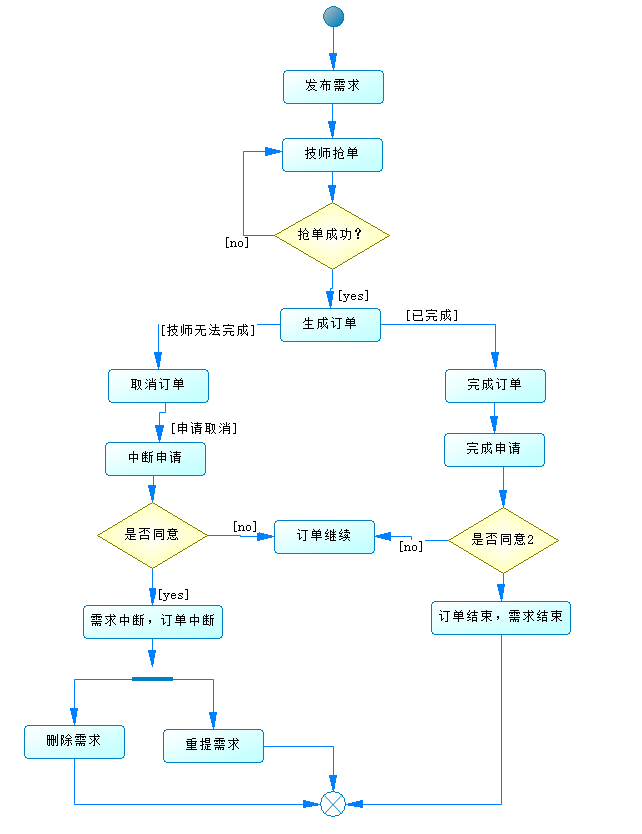 发布需求
技师抢单
抢单成功?
[no]
[yes]
生成订单
[技师无法完成]
[已完成]
取消订单
完成订单
[申请取消]
中断申请
完成申请
是否同意
[no]
订单继续
[no]
是否同意2
[yes]
需求中断，订单中断
订单结束，需求结束
删除需求
重提需求